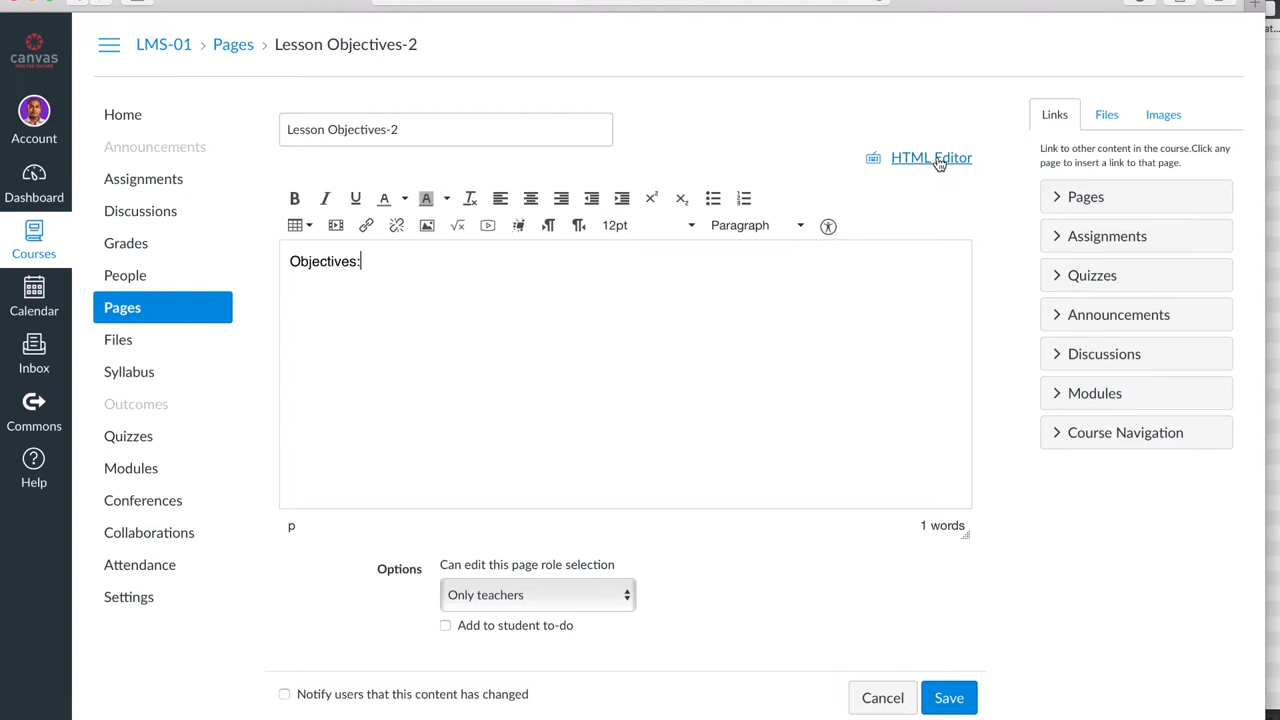 canvas
Account
Dashboard
Courses
Calendar
Inbox
Commons
Help
LMS-01 > Pages > Lesson Objectives-2
Home
Announcements
Assignments
Discussions
Grades
People
Pages
Files
Syllabus
Outcomes
Quizzes
Modules
Conferences
Collaborations
Attendance
Settings
Lesson Objectives-2
HTML Editor
12pt
Paragraph
Objectives:
p
1 words
Options
Can edit this page role selection
Only teachers
Add to student to-do
Notify users that this content has changed
Cancel
Save
Links
Files
Images
Link to other content in the course.Click any
page to insert a link to that page.
Pages
Assignments
Quizzes
Announcements
Discussions
Modules
Course Navigation